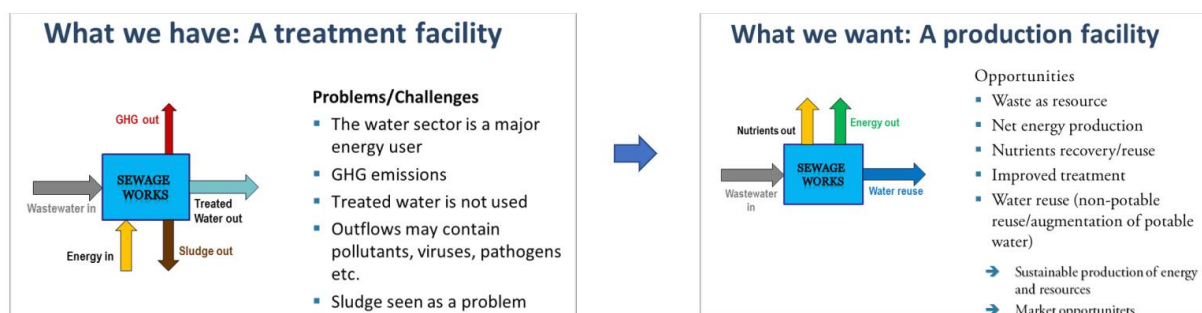 What we have: A treatment facility
GHG out
SEWAGE
WORKS
Wastewater in
Treated
Water out
Energy in
Sludge out
Problems/Challenges
The water sector is a major
energy user
GHG emissions
Treated water is not used
Outflows may contain
pollutants, viruses, pathogens
etc.
Sludge seen as a problem
What we want: A production facility
Nutrients out
Energy out
SEWAGE
WORKS
Wastewater
in
Water reuse
Opportunities
Waste as resource
Net energy production
Nutrients recovery/reuse
Improved treatment
Water reuse (non-potable
reuse/augmentation of potable
water)
Sustainable production of energy
and resources
Market opportunitets